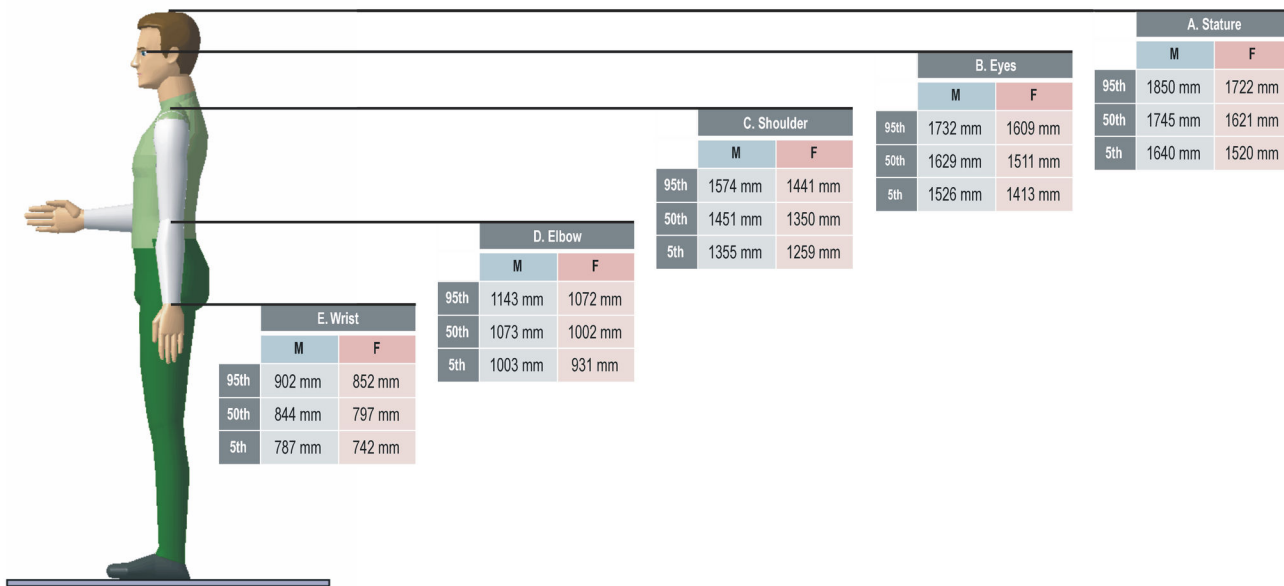 A. Stature
M F
95th 1850 mm 1722 mm
50th 1745 mm 1621 mm
5th 1640 mm 1520 mm
B. Eyes
M F
95th 1732 mm 1609 mm
50th 1629 mm 1511 mm
5th 1526 mm 1413 mm
C. Shoulder
M F
95th 1574 mm 1441 mm
50th 1451 mm 1350 mm
5th 1355 mm 1259 mm
D. Elbow
M F
95th 1143 mm 1072 mm
50th 1073 mm 1002 mm
5th 1003 mm 931 mm
E. Wrist
M F
95th 902 mm 852 mm
50th 844 mm 797 mm
5th 787 mm 742 mm